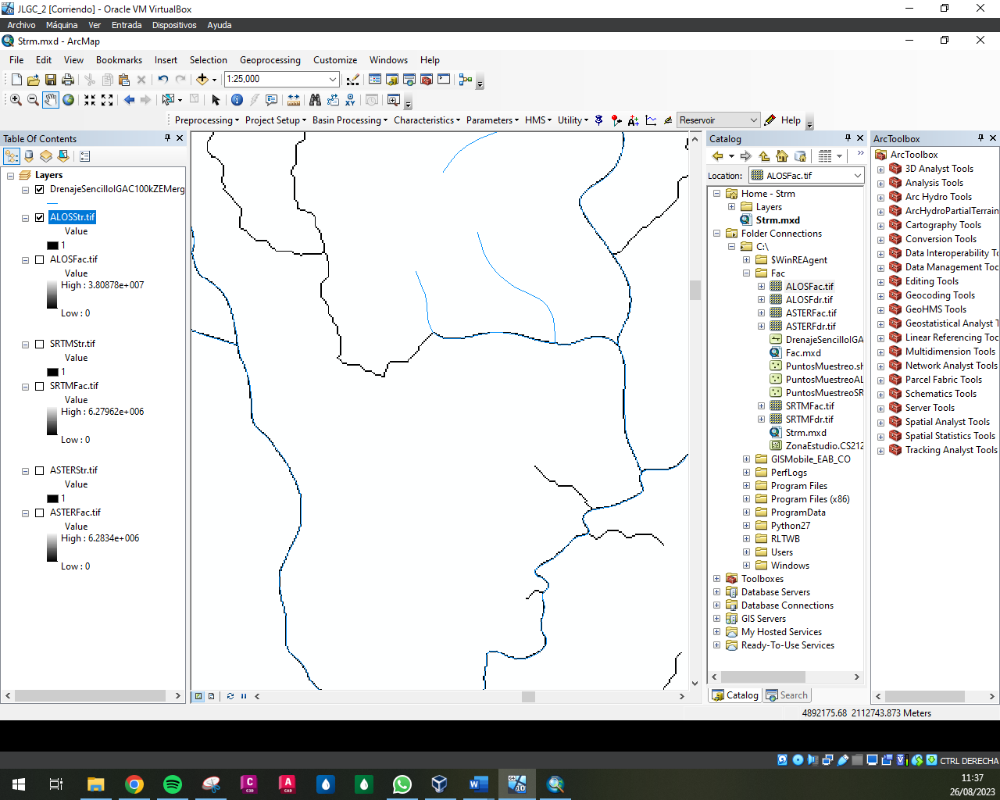 JLGC_2 [Corriendo] - Oracle VM VirtualBox
Archivo Máquina Ver Entrada Dispositivos Ayuda
Strm.mxd - ArcMap
File Edit View Bookmarks Insert Selection Geoprocessing Customize Windows Help
1:25,000
Preprocessing Project Setup Basin Processing Characteristics Parameters HMS Utility Reservoir Help
Table Of Contents
Layers
DrenajeSencilloIGAC100kZEMerg
ALOSStr.tif
Value
1
ALOSFac.tif
Value
High : 3.80878e+007
Low : 0
SRTMStr.tif
Value
1
SRTMFac.tif
Value
High : 6.27962e+006
Low : 0
ASTERStr.tif
Value
1
ASTERFac.tif
Value
High : 6.2834e+006
Low : 0
Catalog
Location: ALOSFac.tif
Home - Strm
Layers
Strm.mxd
Folder Connections
C:\
$WinREAgent
Fac
ALOSFac.tif
ALOSFdr.tif
ASTERFac.tif
ASTERFdr.tif
DrenajeSencilloIGA
Fac.mxd
PuntosMuestreo.sh
PuntosMuestreoAL
PuntosMuestreoSR
SRTMFac.tif
SRTMFdr.tif
Strm.mxd
ZonaEstudio.CS212
GISMobile_EAB_CO
PerfLogs
Program Files
Program Files (x86)
ProgramData
Python27
RLTWB
Users
Windows
Toolboxes
Database Servers
Database Connections
GIS Servers
My Hosted Services
Ready-To-Use Services
Catalog Search
ArcToolbox
ArcToolbox
3D Analyst Tools
Analysis Tools
Arc Hydro Tools
ArcHydroPartialTerrain
Cartography Tools
Conversion Tools
Data Interoperability To
Data Management Too
Editing Tools
Geocoding Tools
GeoHMS Tools
Geostatistical Analyst T
Linear Referencing Too
Multidimension Tools
Network Analyst Tools
Parcel Fabric Tools
Schematics Tools
Server Tools
Spatial Analyst Tools
Spatial Statistics Tools
Tracking Analyst Tools
4892175.68 2112743.873 Meters
CTRL DERECHA
11:37
26/08/2023